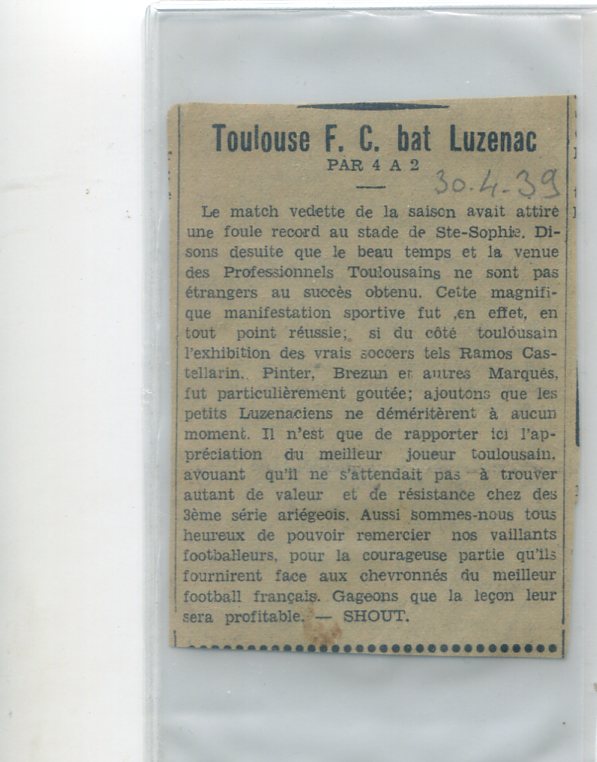 Toulouse F. C. bat Luzenac
PAR 4 A 2
30.4.39
Le match vedette de la saison avait attiré
une foule record au stade de Ste-Sophie. Di-
sons desuite que le beau temps et la venue
des Professionnels Toulousains ne sont pas
étrangers au succès obtenu. Cette magnifi-
que manifestation sportive fut ,en effet, en
tout point réussie; si du côté toulousain
l'exhibition des vrais soccers tels Ramos Cas-
tellarin. Pinter, Brezun et autres Marquès,
fut particulièrement goutée; ajoutons que les
petits Luzenaciens ne déméritèrent à aucun
moment. Il n'est que de rapporter ici l'ap-
préciation du meilleur joueur toulousain,
avouant qu'il ne s'attendait pas à trouver
autant de valeur et de résistance chez des
3ème série ariégeois. Aussi sommes-nous tous
heureux de pouvoir remercier nos vaillants
footballeurs, pour la courageuse partie qu'ils
fournirent face aux chevronnés du meilleur
football français. Gageons que la leçon leur
sera profitable. — SHOUT.